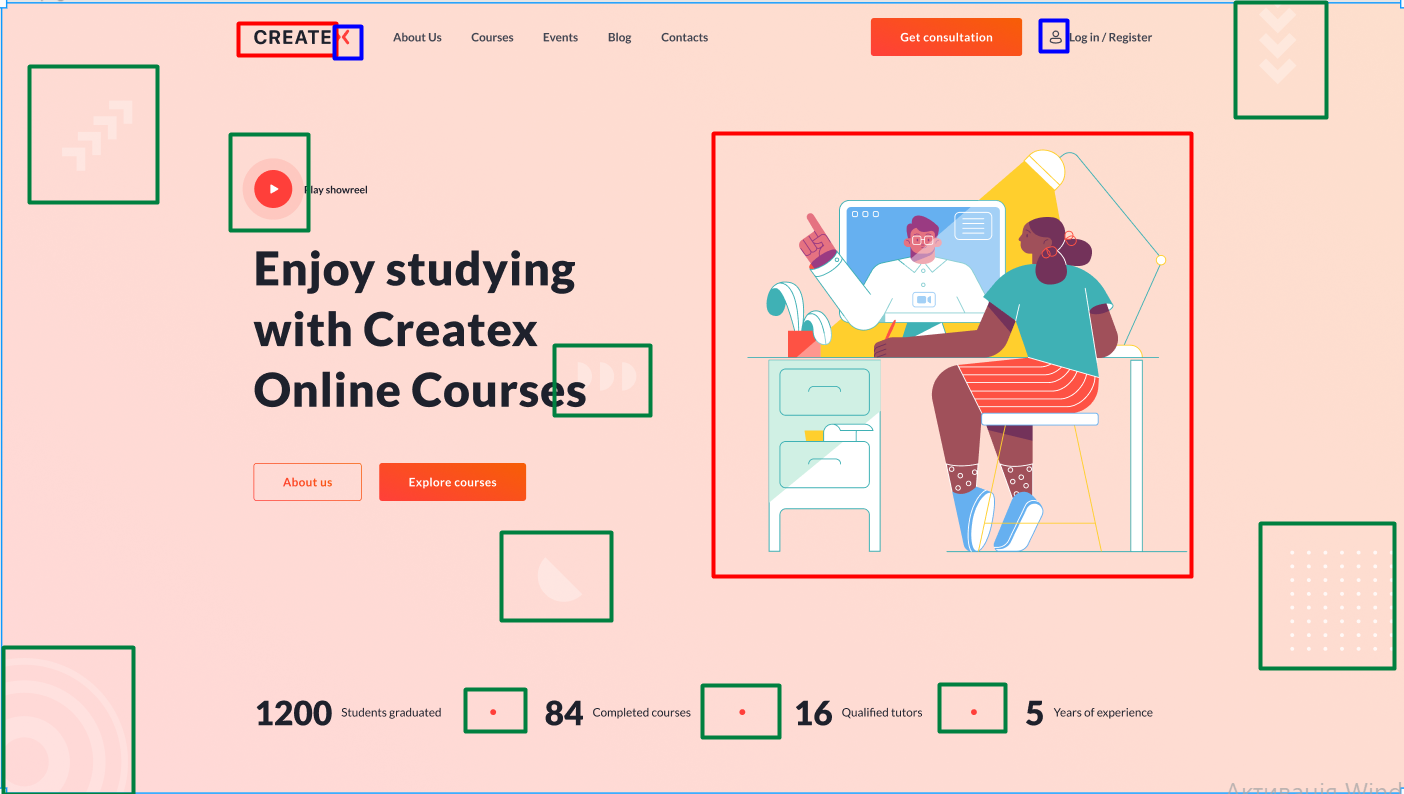 CREATEX
About Us
Courses
Events
Blog
Contacts
Get consultation
Log in / Register
Play showreel
Enjoy studying
with Createx
Online Courses
About us
Explore courses
1200 Students graduated
84 Completed courses
16 Qualified tutors
5 Years of experience
Активація Wind